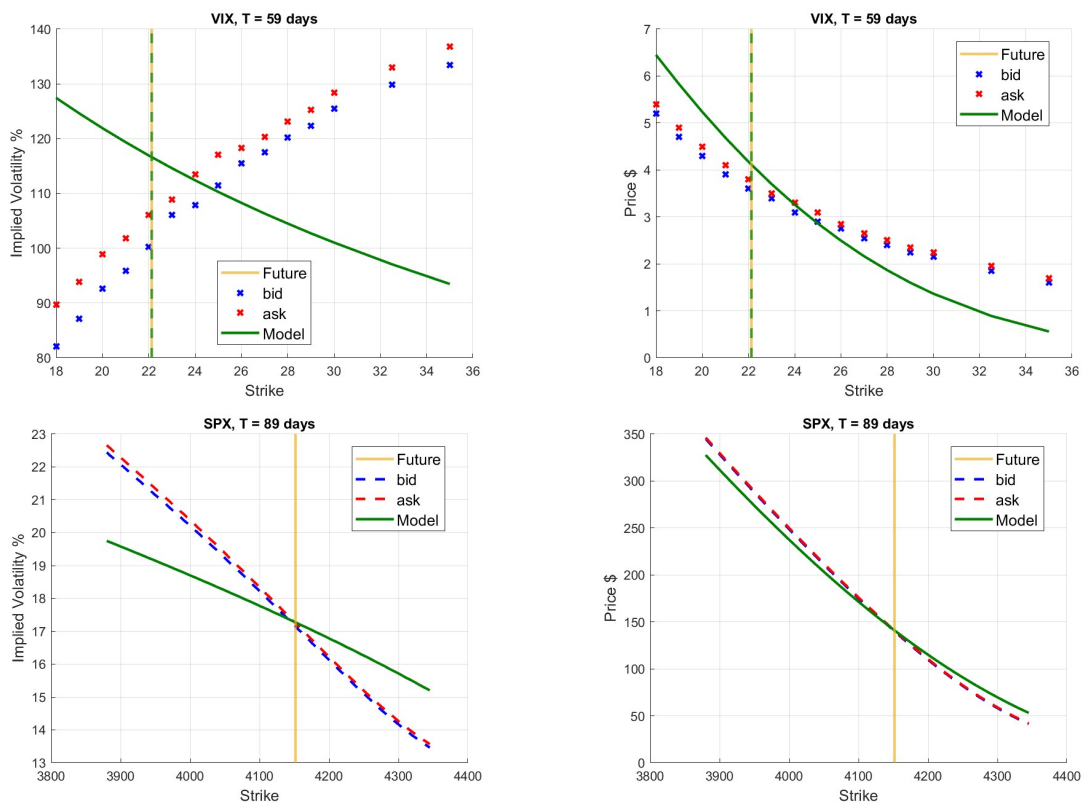 VIX, T = 59 days
140
130
120
110
100
90
80
Implied Volatility %
18 20 22 24 26 28 30 32 34 36
Strike
Future
bid
ask
Model
VIX, T = 59 days
7
6
5
4
3
2
1
0
Price $
18 20 22 24 26 28 30 32 34 36
Strike
Future
bid
ask
Model
SPX, T = 89 days
23
22
21
20
19
18
17
16
15
14
13
Implied Volatility %
3800 3900 4000 4100 4200 4300 4400
Strike
Future
bid
ask
Model
SPX, T = 89 days
350
300
250
200
150
100
50
0
Price $
3800 3900 4000 4100 4200 4300 4400
Strike
Future
bid
ask
Model